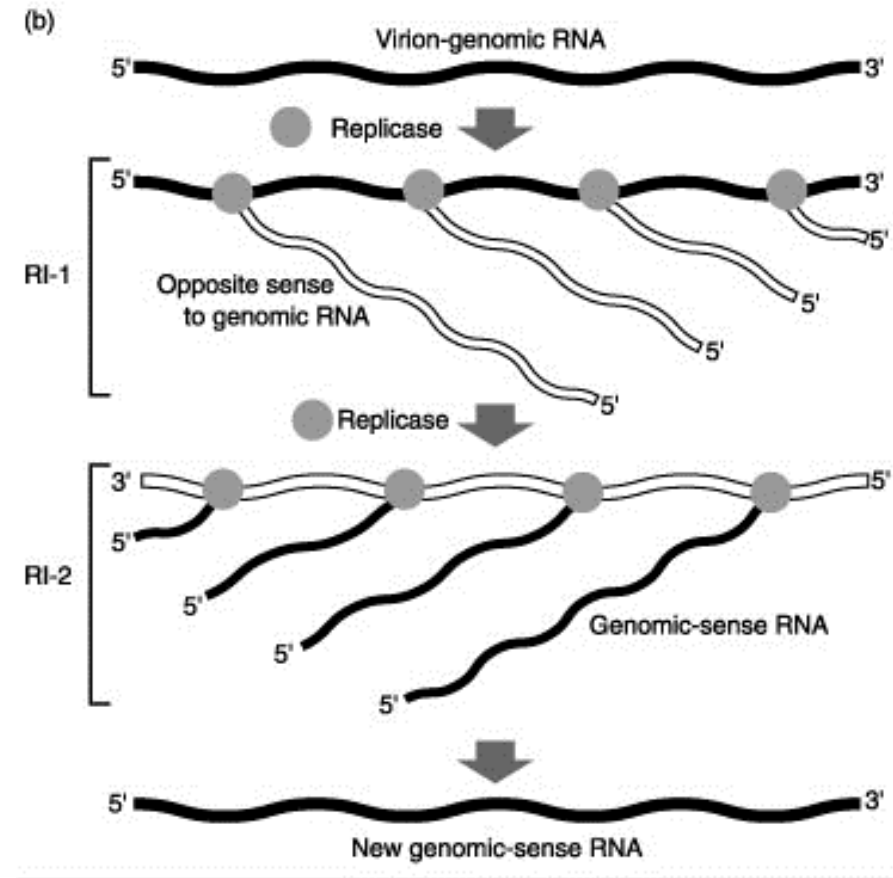 (b)
Virion-genomic RNA
5' 3'
Replicase
5' 3'
5'
RI-1
Opposite sense
to genomic RNA
5'
5'
5'
Replicase
3' 5'
5'
RI-2
5'
Genomic-sense RNA
5'
5'
5' 3'
New genomic-sense RNA